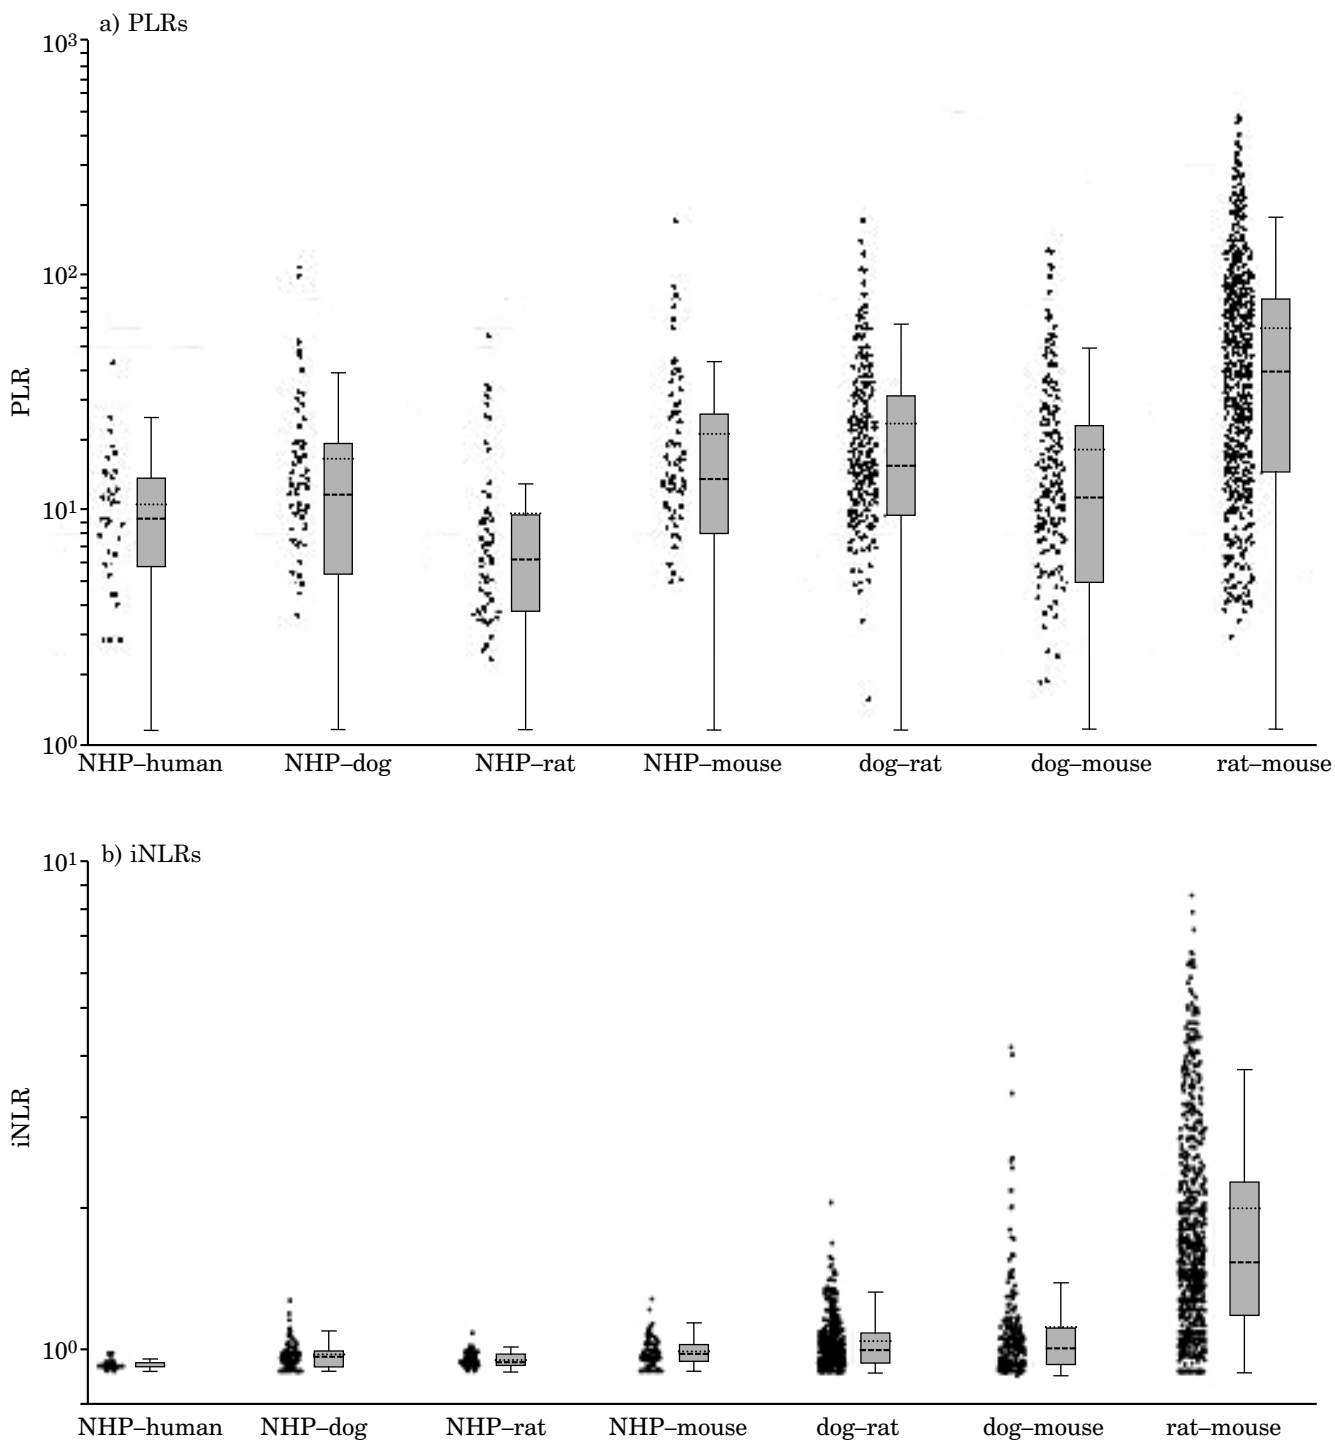 a) PLRs
10³
10²
PLR
10¹
10⁰
NHP–human NHP–dog NHP–rat NHP–mouse dog–rat dog–mouse rat–mouse
b) iNLRs
10¹
iNLR
10⁰
NHP–human NHP–dog NHP–rat NHP–mouse dog–rat dog–mouse rat–mouse